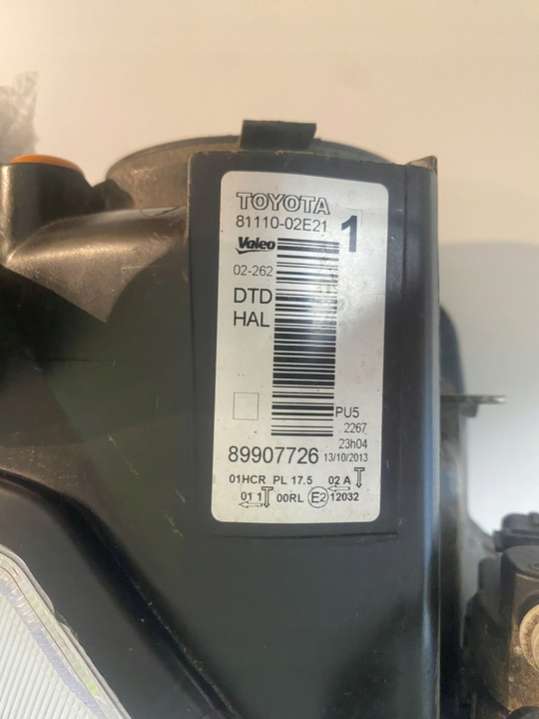 TOYOTA
81110-02E21 1
Valeo
02-262
DTD
HAL
PU5
2267
23h04
89907726 13/10/2013
01HCR PL 17.5 02 A
01 1 00RL E2 12032